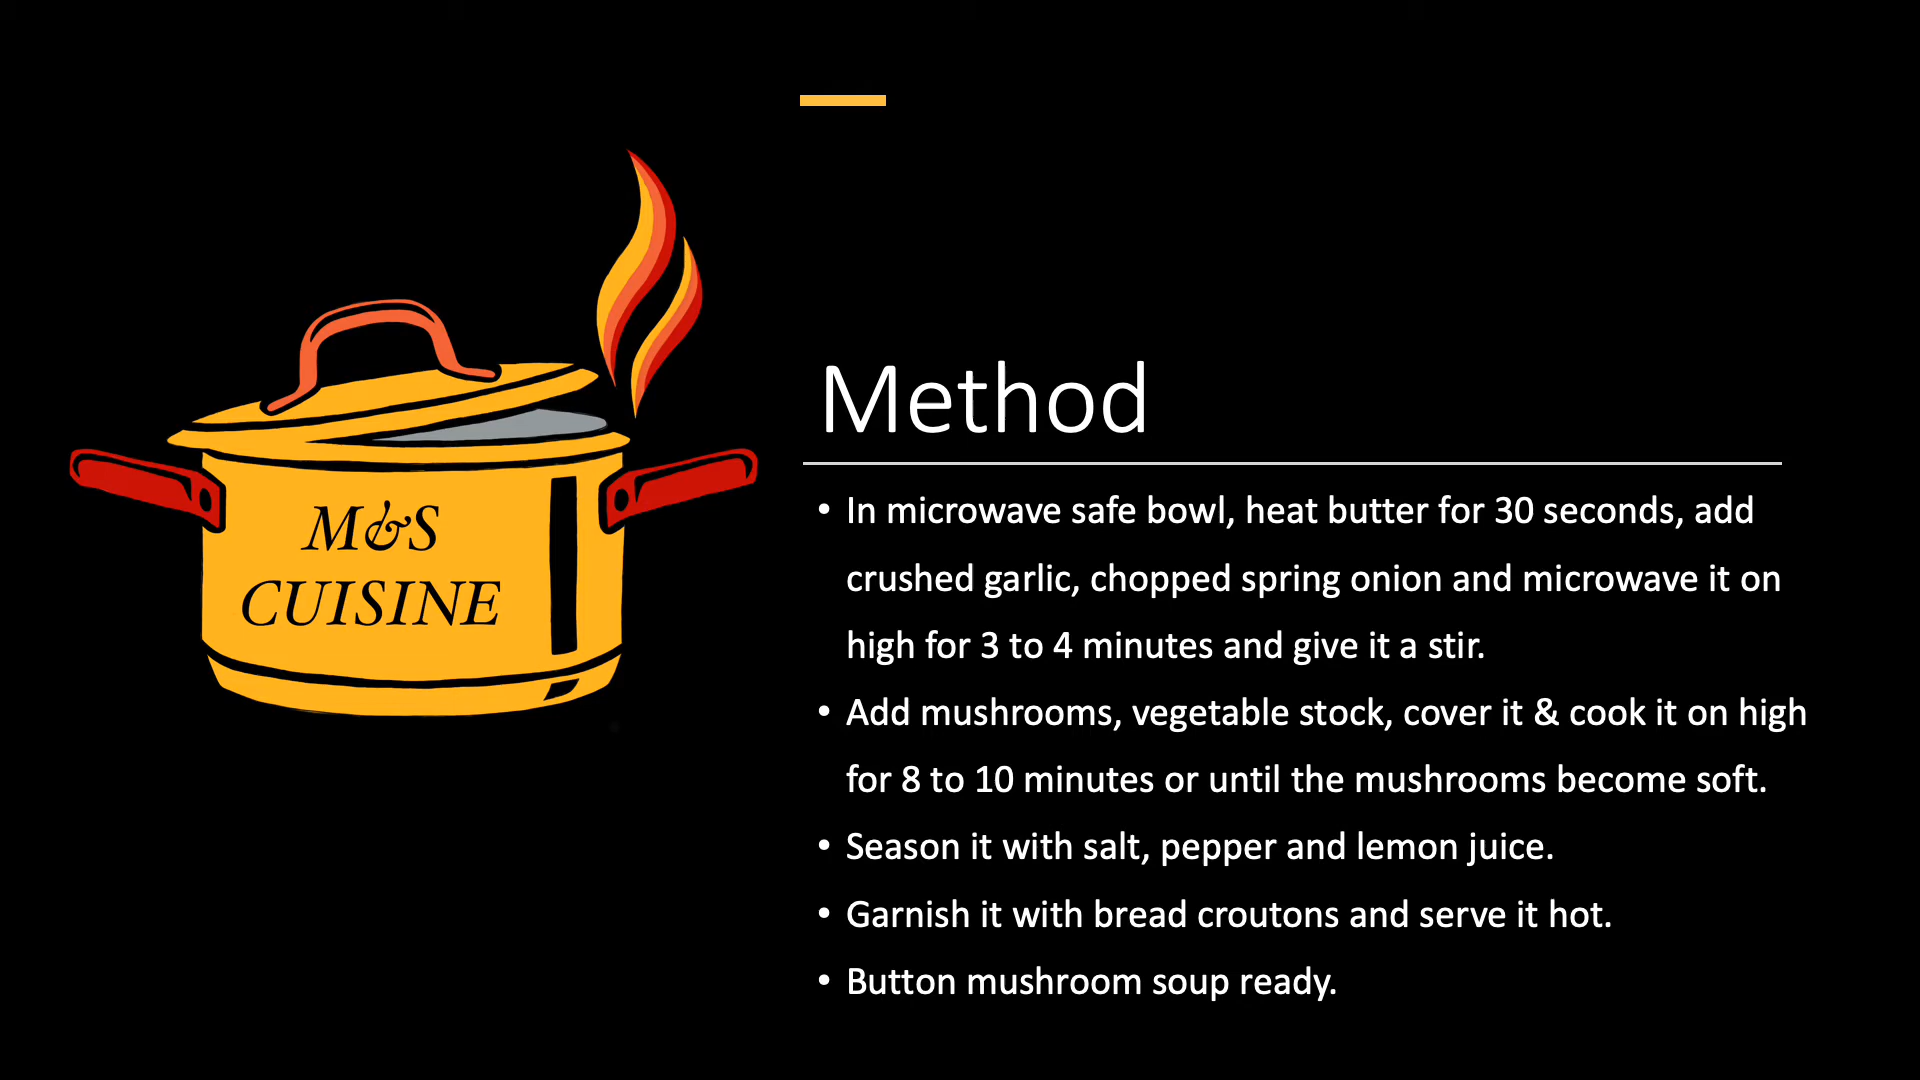 M&S
CUISINE
Method
• In microwave safe bowl, heat butter for 30 seconds, add
crushed garlic, chopped spring onion and microwave it on
high for 3 to 4 minutes and give it a stir.
• Add mushrooms, vegetable stock, cover it & cook it on high
for 8 to 10 minutes or until the mushrooms become soft.
• Season it with salt, pepper and lemon juice.
• Garnish it with bread croutons and serve it hot.
• Button mushroom soup ready.